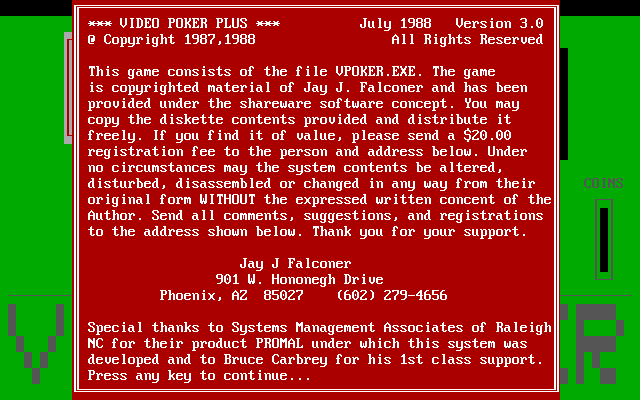 *** VIDEO POKER PLUS *** July 1988 Version 3.0
@ Copyright 1987,1988 All Rights Reserved
This game consists of the file VPOKER.EXE. The game
is copyrighted material of Jay J. Falconer and has been
provided under the shareware software concept. You may
copy the diskette contents provided and distribute it
freely. If you find it of value, please send a $20.00
registration fee to the person and address below. Under
no circumstances may the system contents be altered,
disturbed, disassembled or changed in any way from their
original form WITHOUT the expressed written concent of the
Author. Send all comments, suggestions, and registrations
to the address shown below. Thank you for your support.
Jay J Falconer
901 W. Hononegh Drive
Phoenix, AZ 85027 (602) 279-4656
Special thanks to Systems Management Associates of Raleigh
NC for their product PROMAL under which this system was
developed and to Bruce Carbrey for his 1st class support.
Press any key to continue...
COINS